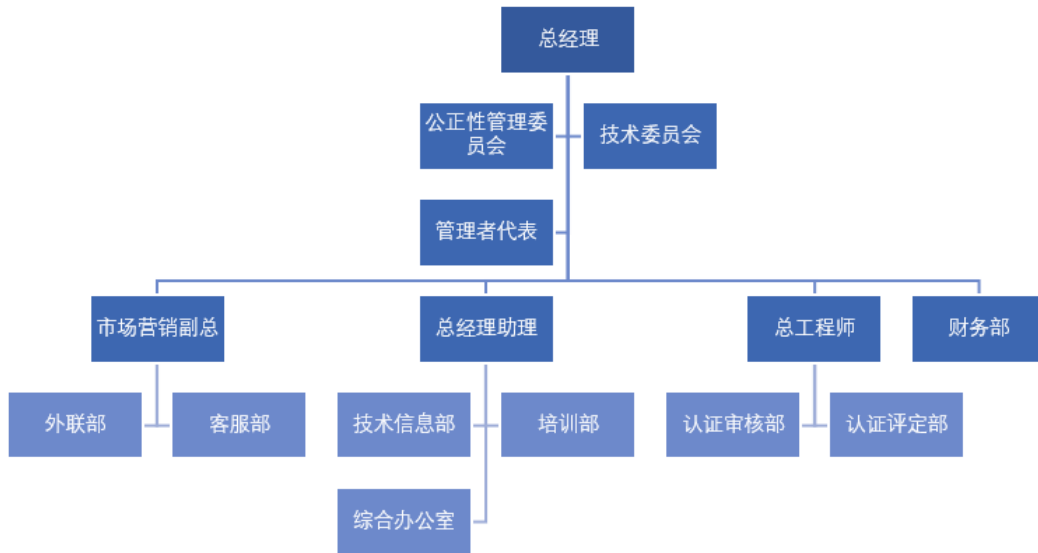 总经理
公正性管理委
员会
技术委员会
管理者代表
市场营销副总
总经理助理
总工程师
财务部
外联部
客服部
技术信息部
培训部
认证审核部
认证评定部
综合办公室